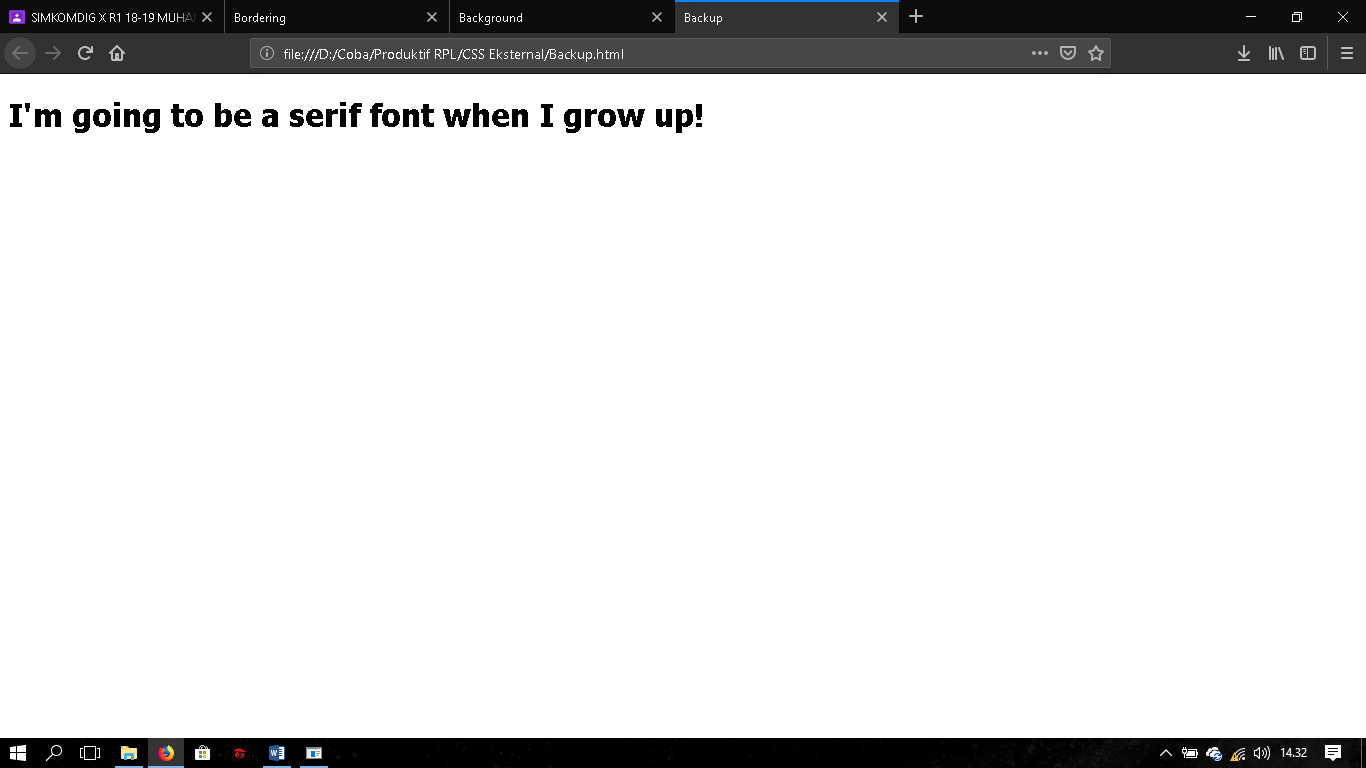 SIMKOMDIG X R1 18-19 MUHA
Bordering
Background
Backup
file:///D:/Coba/Produktif RPL/CSS Eksternal/Backup.html
I'm going to be a serif font when I grow up!
14.32